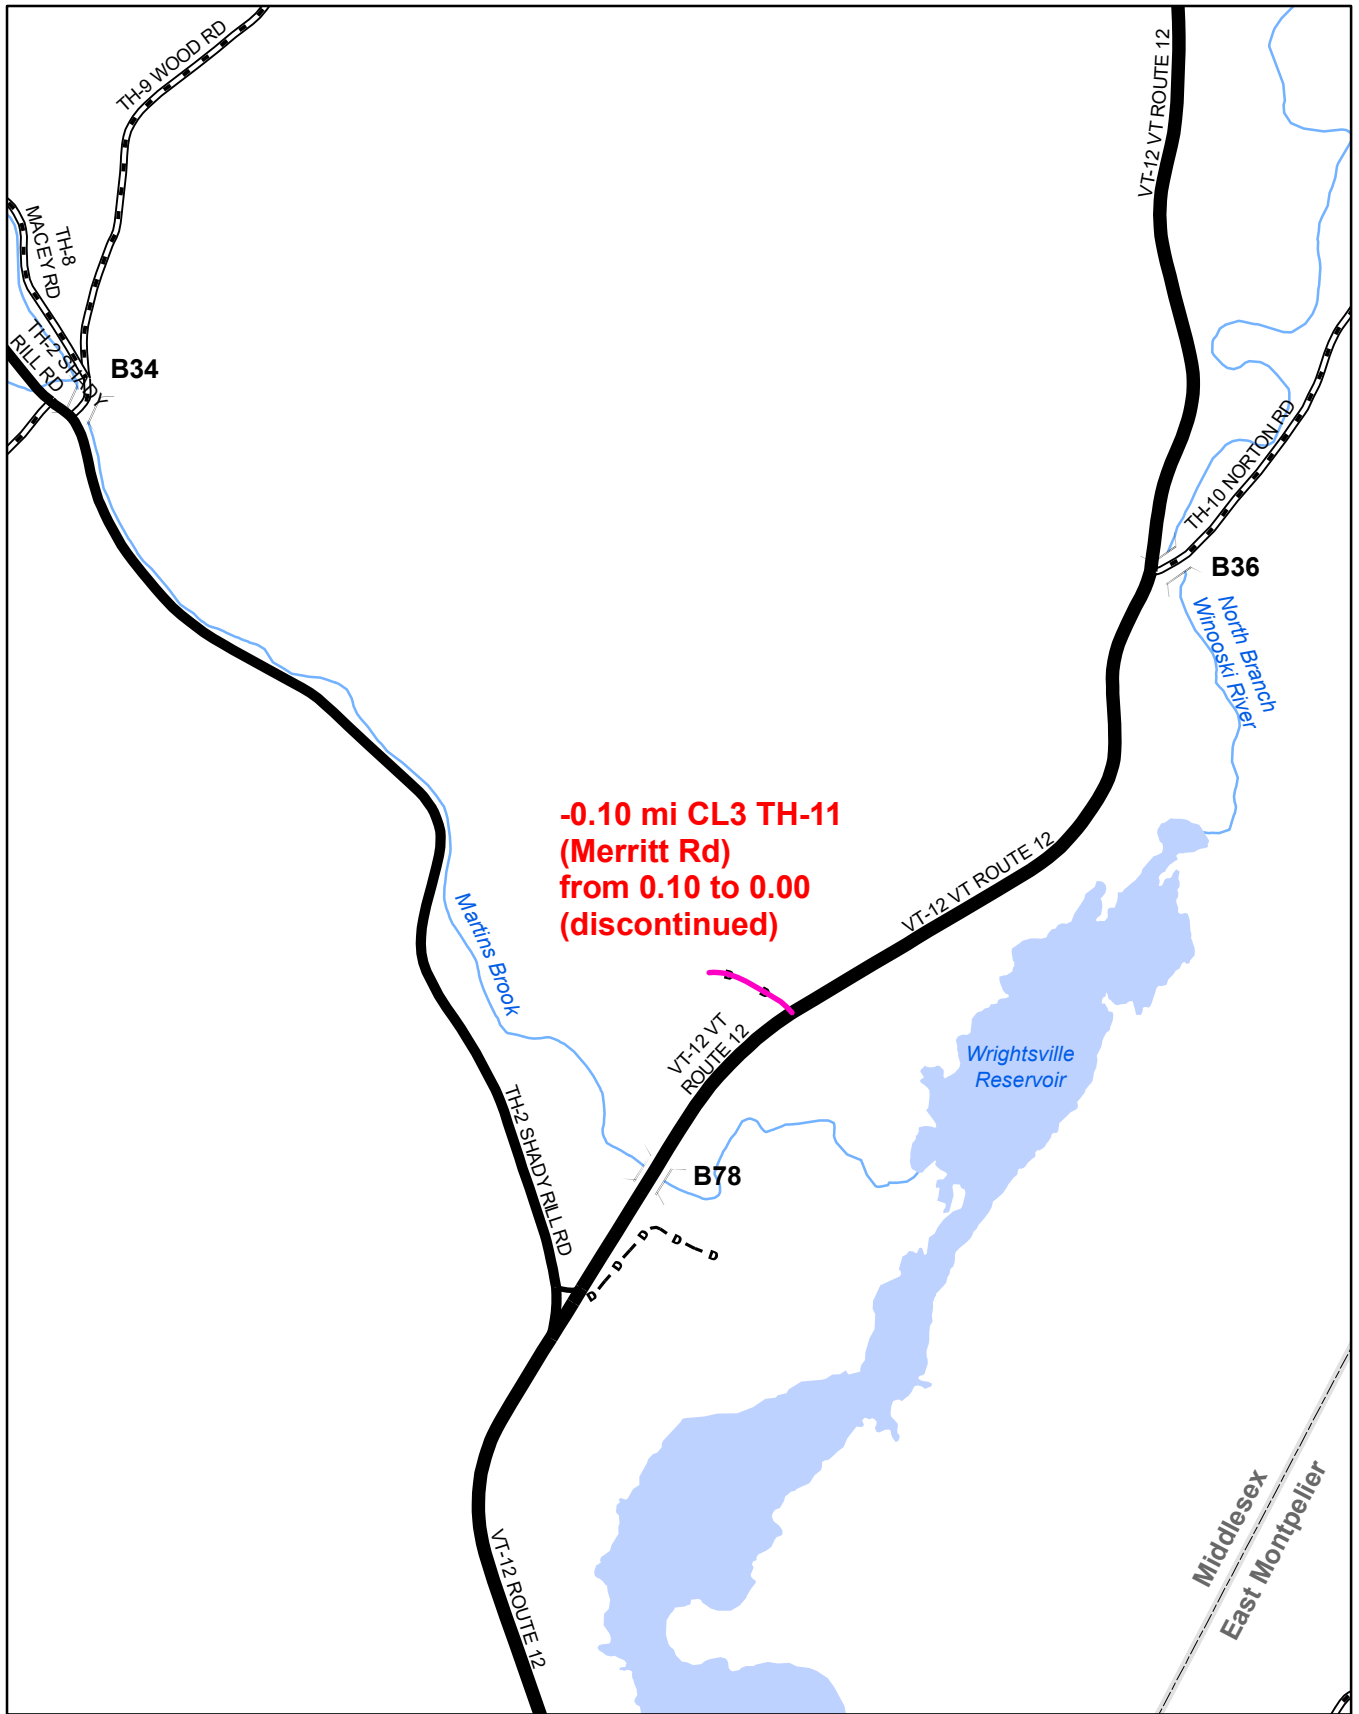 TH-9 WOOD RD
VT-12 VT ROUTE 12
TH-8
MACEY RD
TH-2 SHADY
RILL RD
B34
TH-10 NORTON RD
B36
North Branch
Winooski River
-0.10 mi CL3 TH-11
(Merritt Rd)
from 0.10 to 0.00
(discontinued)
VT-12 VT ROUTE 12
Martins Brook
D
D
VT-12 VT
ROUTE 12
Wrightsville
Reservoir
TH-2 SHADY RILL RD
B78
D
D
D
D
D
Middlesex
East Montpelier
VT-12 ROUTE 12